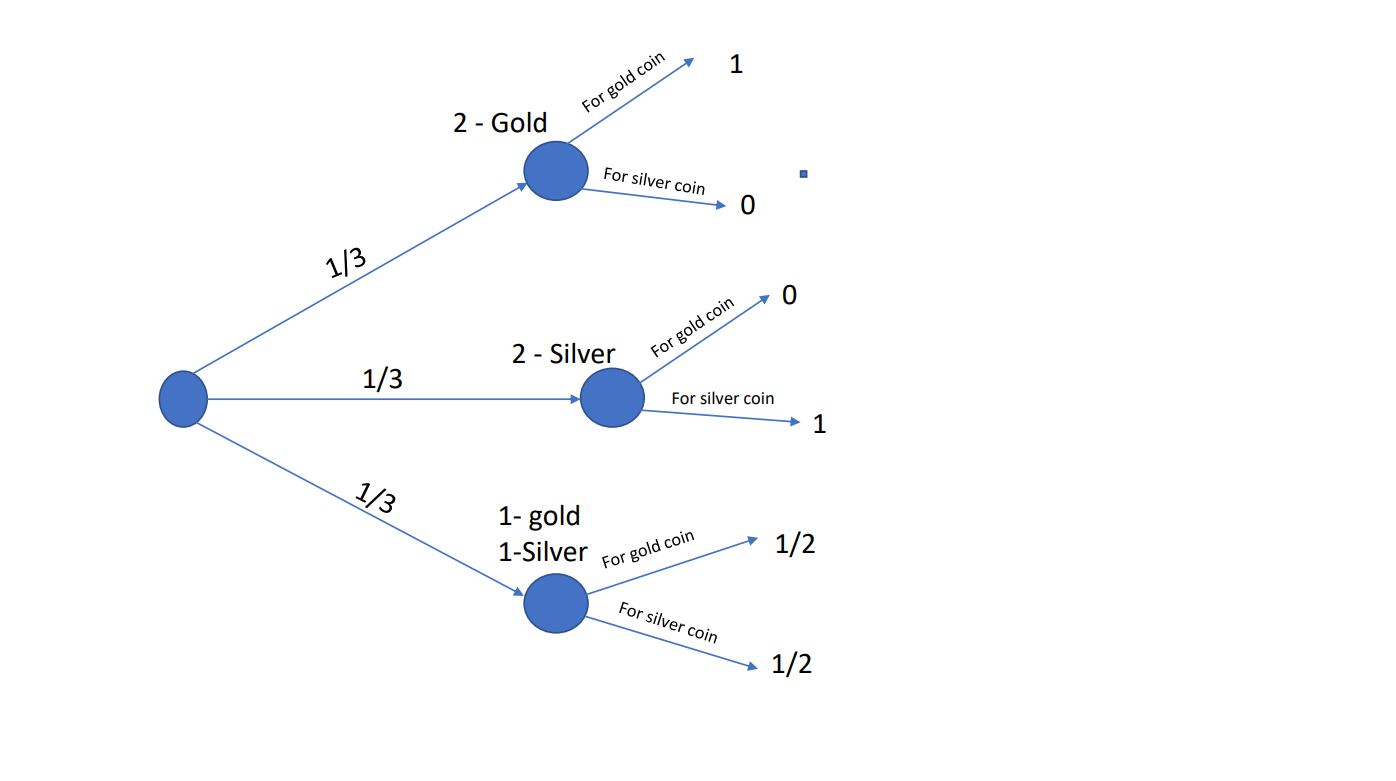 For gold coin
1
2 - Gold
For silver coin
0
1/3
For gold coin
0
2 - Silver
1/3
For silver coin
1
1/3
1- gold
1-Silver
For gold coin
1/2
For silver coin
1/2